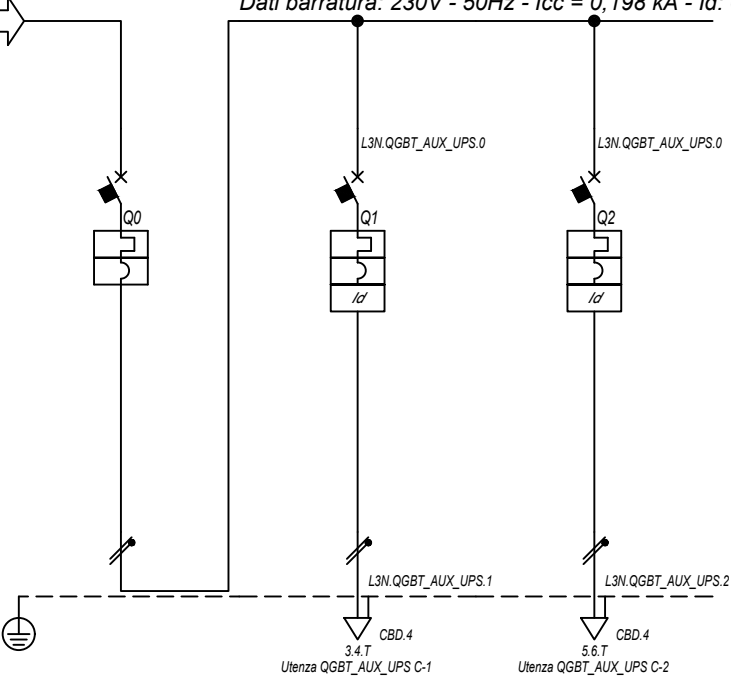 Dati barratura: 230V - 50Hz - Icc = 0,198 kA - Id:
L3N.QGBT_AUX_UPS.0
L3N.QGBT_AUX_UPS.0
Q0
Q1
Q2
Id
Id
L3N.QGBT_AUX_UPS.1
L3N.QGBT_AUX_UPS.2
CBD.4
CBD.4
3.4.T
5.6.T
Utenza QGBT_AUX_UPS C-1
Utenza QGBT_AUX_UPS C-2